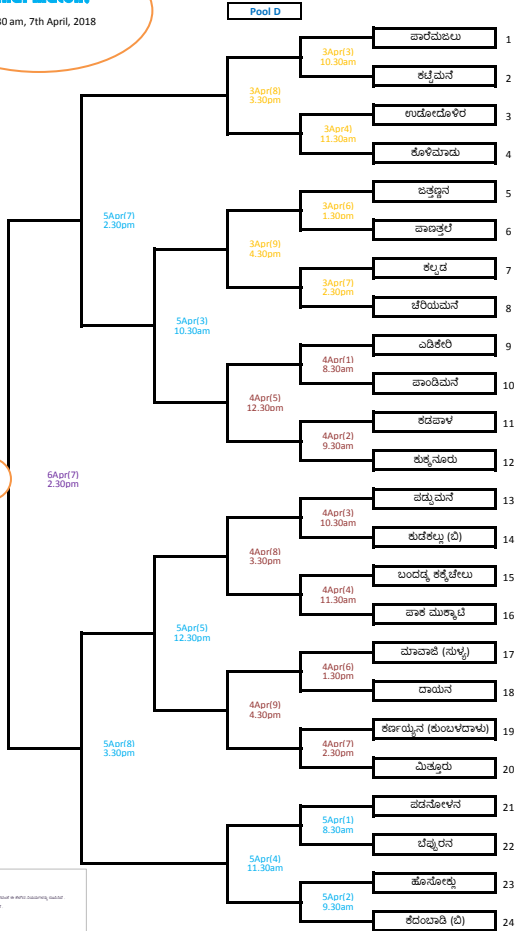 30 am, 7th April, 2018
Pool D
ಪಾರೆಮಜಲು 1
3Apr(3)
10.30am
ಕಟ್ಟೆಮನೆ 2
3Apr(8)
3.30pm
ಉಡೋದೊಳಿರ 3
3Apr4)
11.30am
ಕೊಳಿಮಾಡು 4
ಜತ್ತಣ್ಣನ 5
3Apr(6)
1.30pm
5Apr(7)
2.30pm
ಪಾಣತ್ತಲೆ 6
3Apr(9)
4.30pm
ಕಲ್ಪಡ 7
3Apr(7)
2.30pm
ಚೆರಿಯಮನೆ 8
5Apr(3)
10.30am
ಎಡಿಕೇರಿ 9
4Apr(1)
8.30am
ಪಾಂಡಿಮನೆ 10
4Apr(5)
12.30pm
ಕಡಪಾಳ 11
4Apr(2)
9.30am
ಕುಕ್ಕನೂರು 12
6Apr(7)
2.30pm
ಪಡ್ಪುಮನೆ 13
4Apr(3)
10.30am
ಕುಡೆಕಲ್ಲು (ಬಿ) 14
4Apr(8)
3.30pm
ಬಂದಡ್ಕ ಕಕ್ಕೆಚೇಲು 15
4Apr(4)
11.30am
ಪಾಕ ಮುಕ್ಕಾಟಿ 16
5Apr(5)
12.30pm
ಮಾವಾಜಿ (ಸುಳ್ಯ) 17
4Apr(6)
1.30pm
ದಾಯನ 18
4Apr(9)
4.30pm
ಕರ್ಣಯ್ಯನ (ಕುಂಬಳದಾಳು) 19
4Apr(7)
2.30pm
5Apr(8)
3.30pm
ಮಿತ್ತೂರು 20
ಪಡನೋಳನ 21
5Apr(1)
8.30am
ಬೆಪ್ಪುರನ 22
5Apr(4)
11.30am
ಹೊಸೋಕ್ಲು 23
5Apr(2)
9.30am
ಕೆದಂಬಾಡಿ (ಬಿ) 24